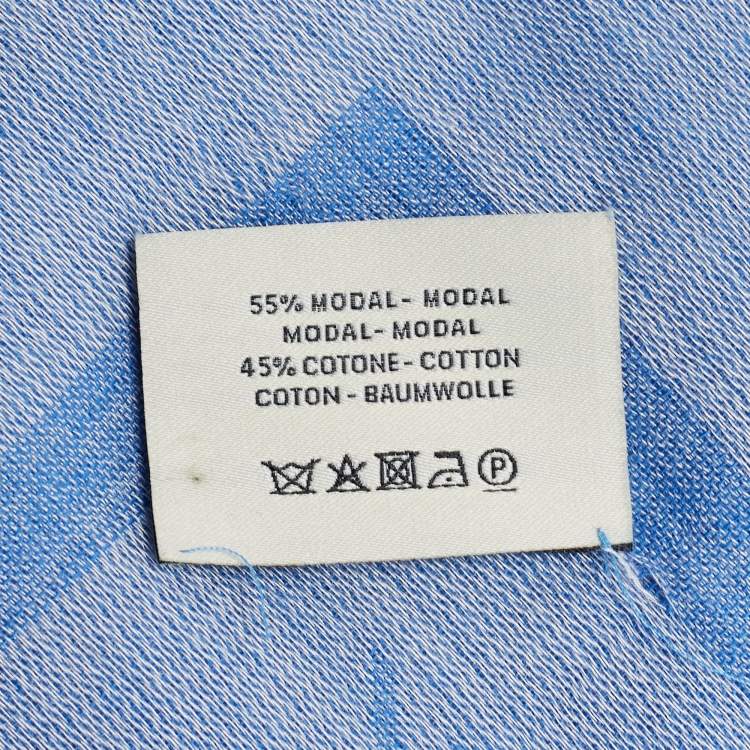 55% MODAL - MODAL
MODAL - MODAL
45% COTONE - COTTON
COTON - BAUMWOLLE
P